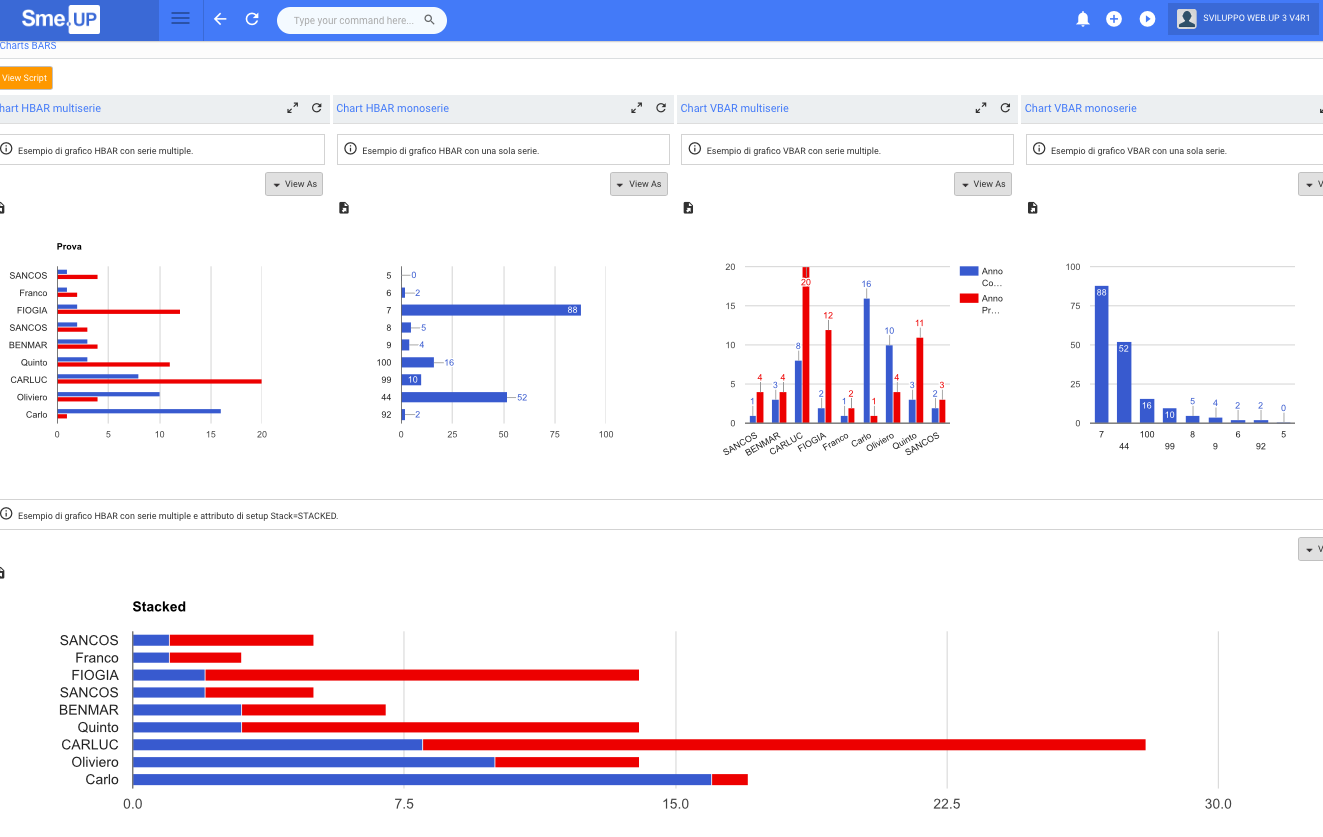 Sme.UP
Type your command here...
SVILUPPO WEB.UP 3 V4R1
Charts BARS
View Script
hart HBAR multiserie
Chart HBAR monoserie
Chart VBAR multiserie
Chart VBAR monoserie
Esempio di grafico HBAR con serie multiple.
Esempio di grafico HBAR con una sola serie.
Esempio di grafico VBAR con serie multiple.
Esempio di grafico VBAR con una sola serie.
View As
View As
View As
V
Prova
SANCOS
Franco
FIOGIA
SANCOS
BENMAR
Quinto
CARLUC
Oliviero
Carlo
0 5 10 15 20
5 0
6 2
7 88
8 5
9 4
100 16
99 10
44 52
92 2
0 25 50 75 100
20
15
10
5
0
1 4 3 4 8 20 2 12 1 2 16 1 10 4 3 11 2 3
SANCOS BENMAR CARLUC FIOGIA Franco Carlo Oliviero Quinto SANCOS
Anno
Co...
Anno
Pr...
100
75
50
25
0
88 52 16 10 5 4 2 2 0
7 100 8 6 5
44 99 9 92
Esempio di grafico HBAR con serie multiple e attributo di setup Stack=STACKED.
V
Stacked
SANCOS
Franco
FIOGIA
SANCOS
BENMAR
Quinto
CARLUC
Oliviero
Carlo
0.0 7.5 15.0 22.5 30.0